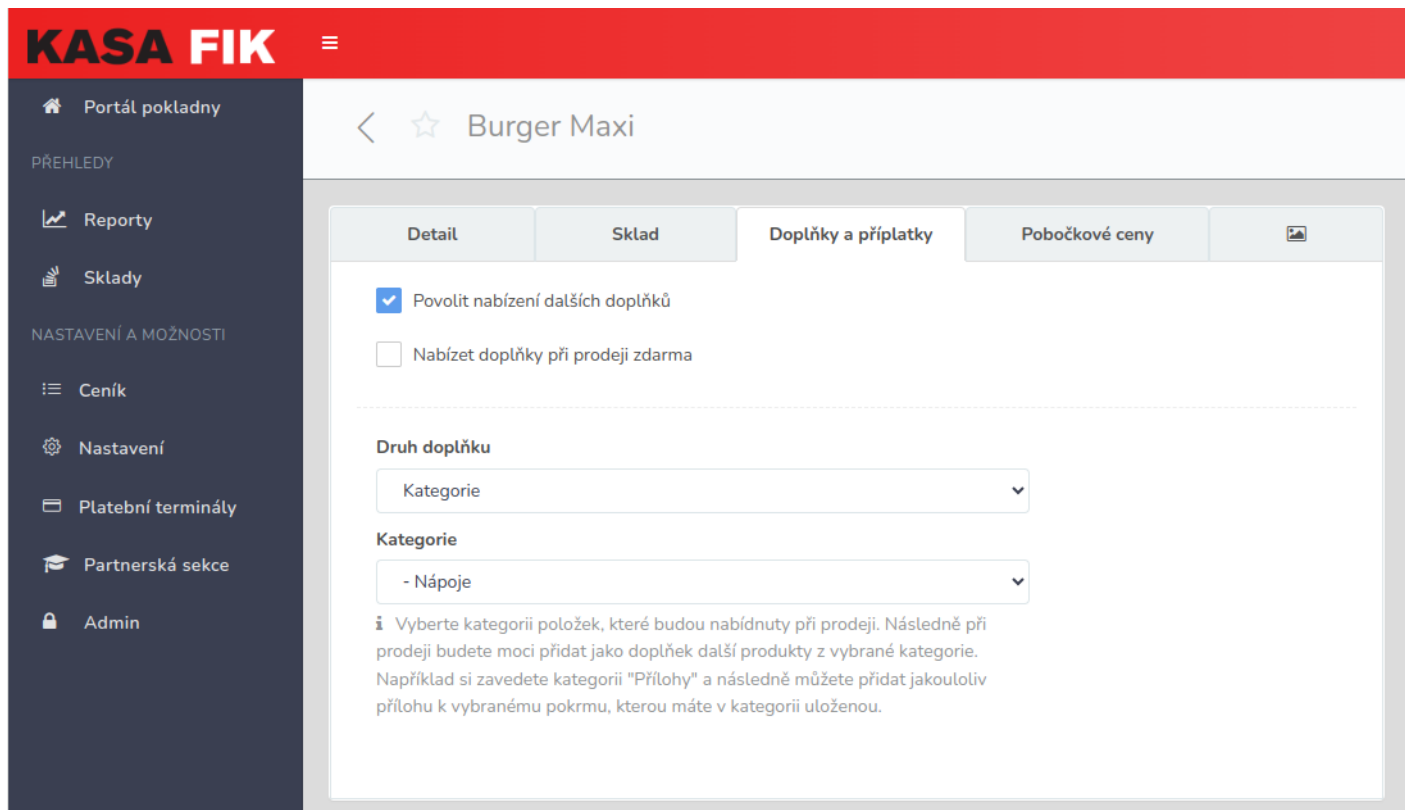 KASA FIK
Portál pokladny
PŘEHLEDY
Reporty
Sklady
NASTAVENÍ A MOŽNOSTI
Ceník
Nastavení
Platební terminály
Partnerská sekce
Admin
Burger Maxi
Detail
Sklad
Doplňky a příplatky
Pobočkové ceny
Povolit nabízení dalších doplňků
Nabízet doplňky při prodeji zdarma
Druh doplňku
Kategorie
Kategorie
- Nápoje
Vyberte kategorii položek, které budou nabídnuty při prodeji. Následně při
prodeji budete moci přidat jako doplněk další produkty z vybrané kategorie.
Například si zavedete kategorii "Přílohy" a následně můžete přidat jakouloliv
přílohu k vybranému pokrmu, kterou máte v kategorii uloženou.